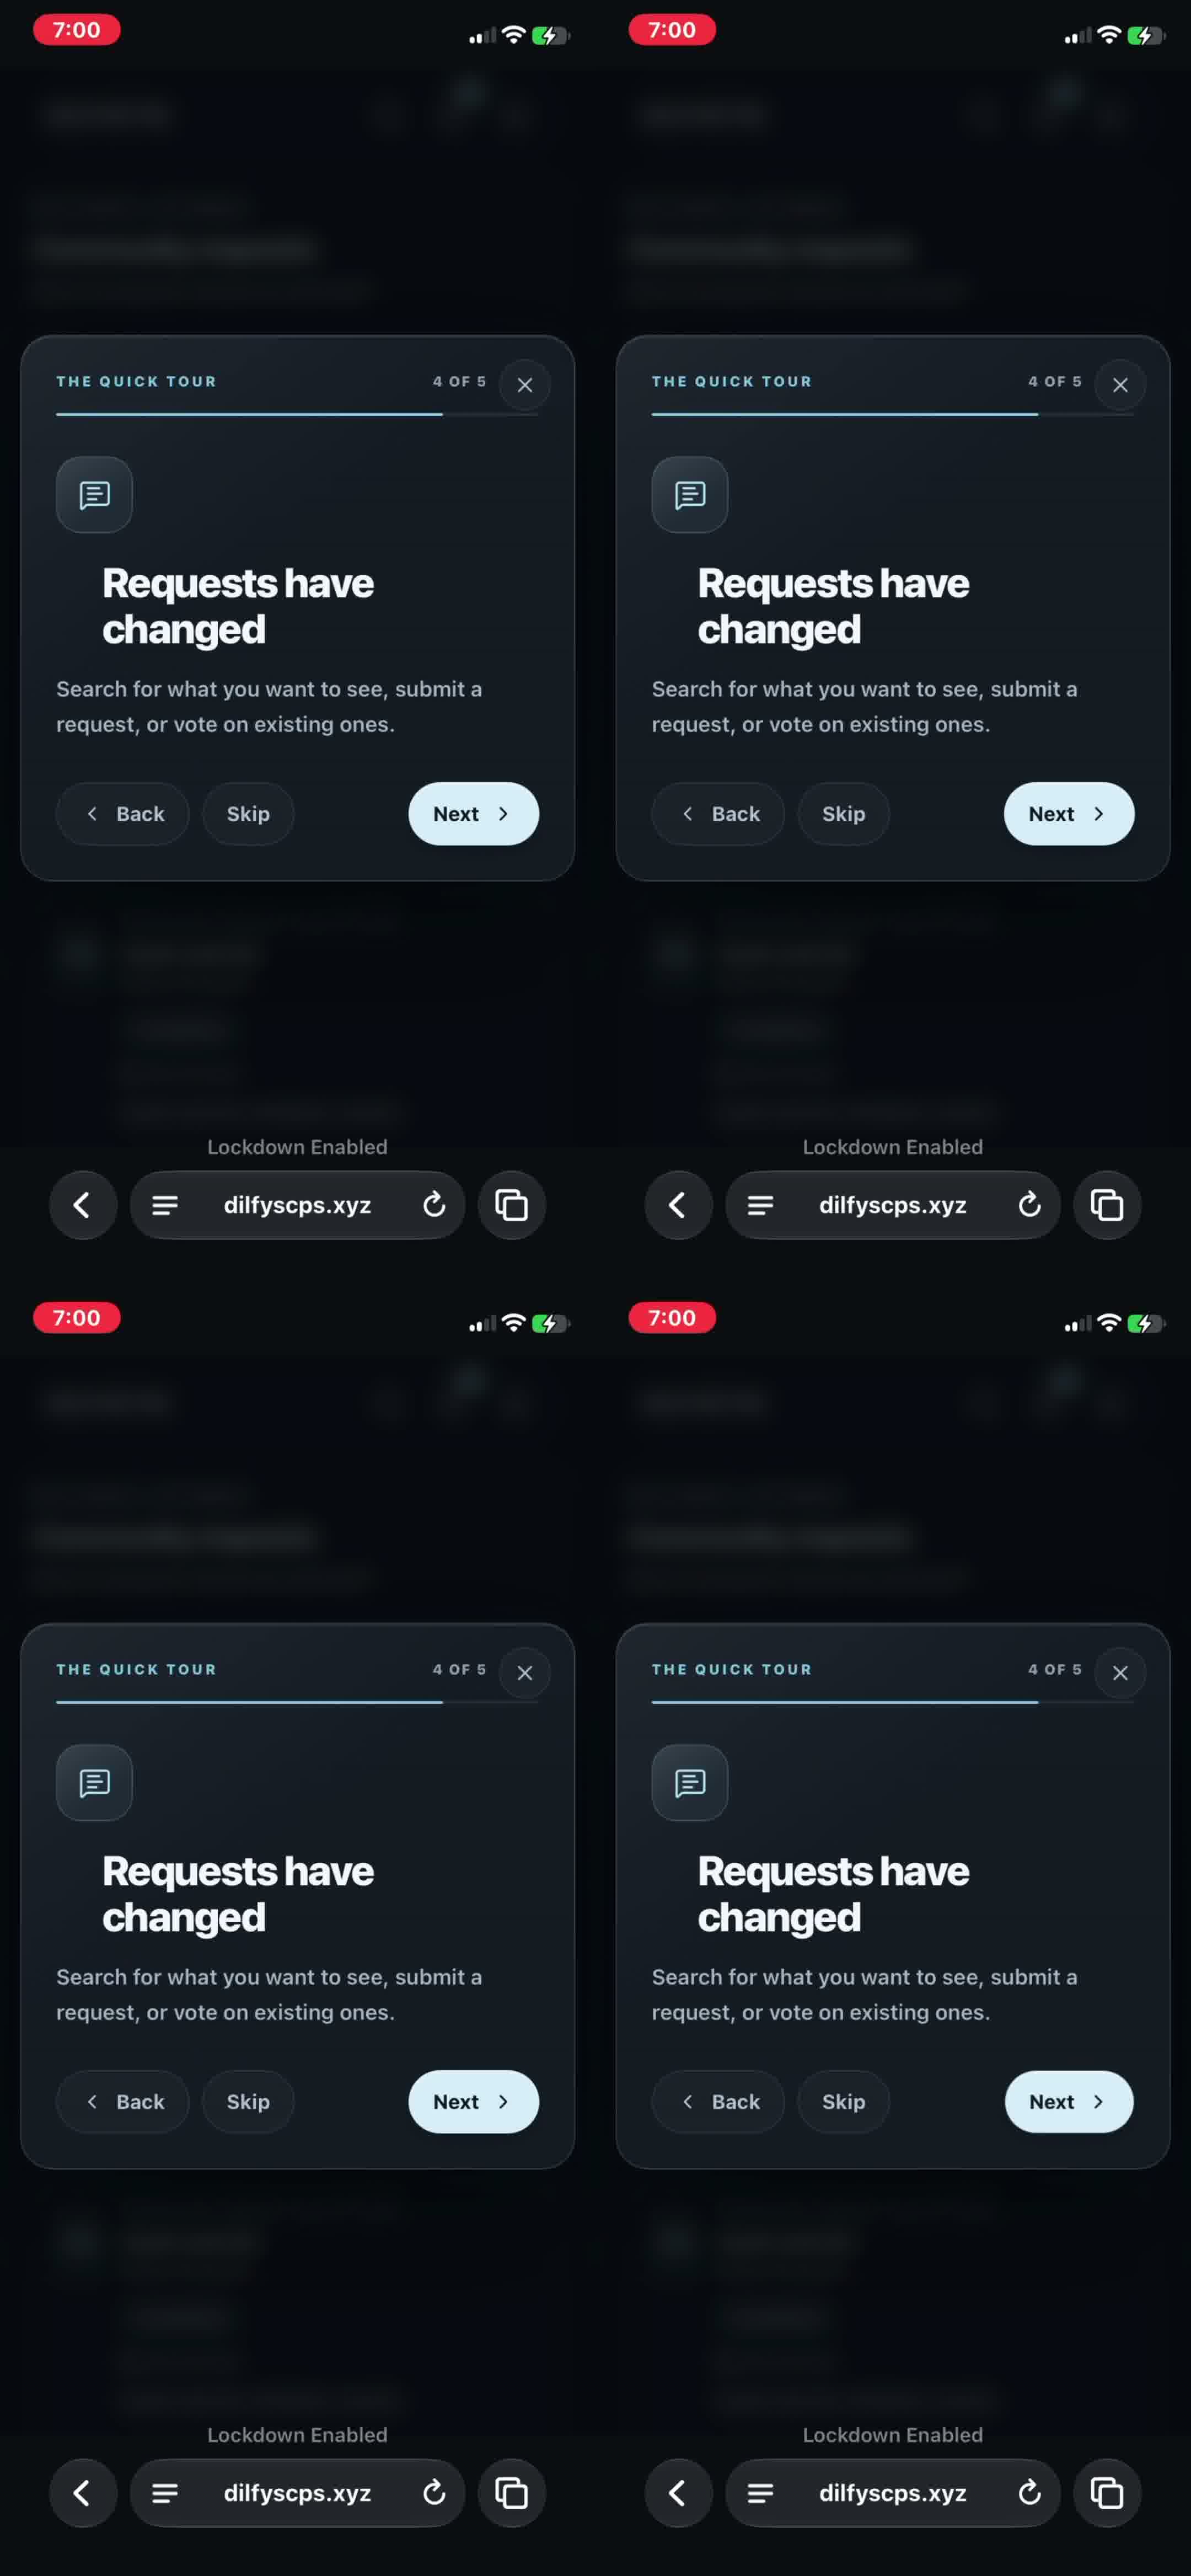 7:00
THE QUICK TOUR
4 OF 5
Requests have
changed
Search for what you want to see, submit a
request, or vote on existing ones.
Back Skip Next
Lockdown Enabled
dilfyscps.xyz
7:00
THE QUICK TOUR
4 OF 5
Requests have
changed
Search for what you want to see, submit a
request, or vote on existing ones.
Back Skip Next
Lockdown Enabled
dilfyscps.xyz
7:00
THE QUICK TOUR
4 OF 5
Requests have
changed
Search for what you want to see, submit a
request, or vote on existing ones.
Back Skip Next
Lockdown Enabled
dilfyscps.xyz
7:00
THE QUICK TOUR
4 OF 5
Requests have
changed
Search for what you want to see, submit a
request, or vote on existing ones.
Back Skip Next
Lockdown Enabled
dilfyscps.xyz